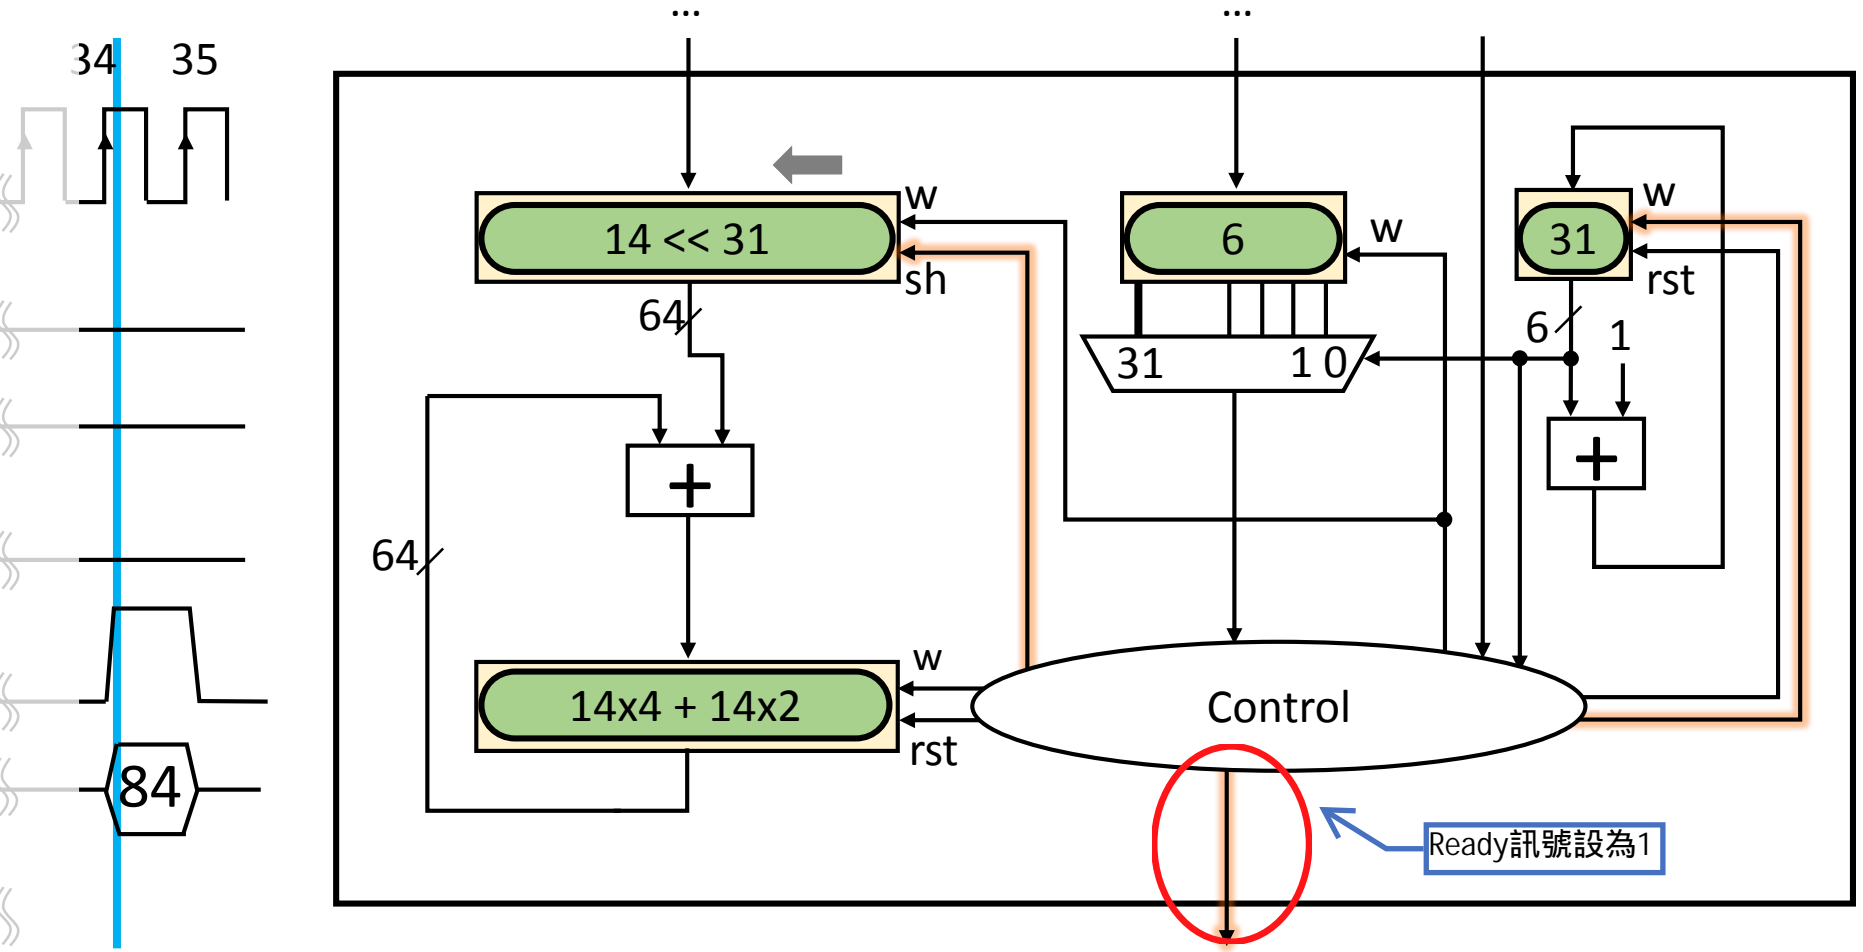 ... ...
34 35
w w w
14 << 31 6 31
sh rst
64 6 1
31 1 0
+
+
64
w
14x4 + 14x2 Control
rst
84
Ready訊號設為1